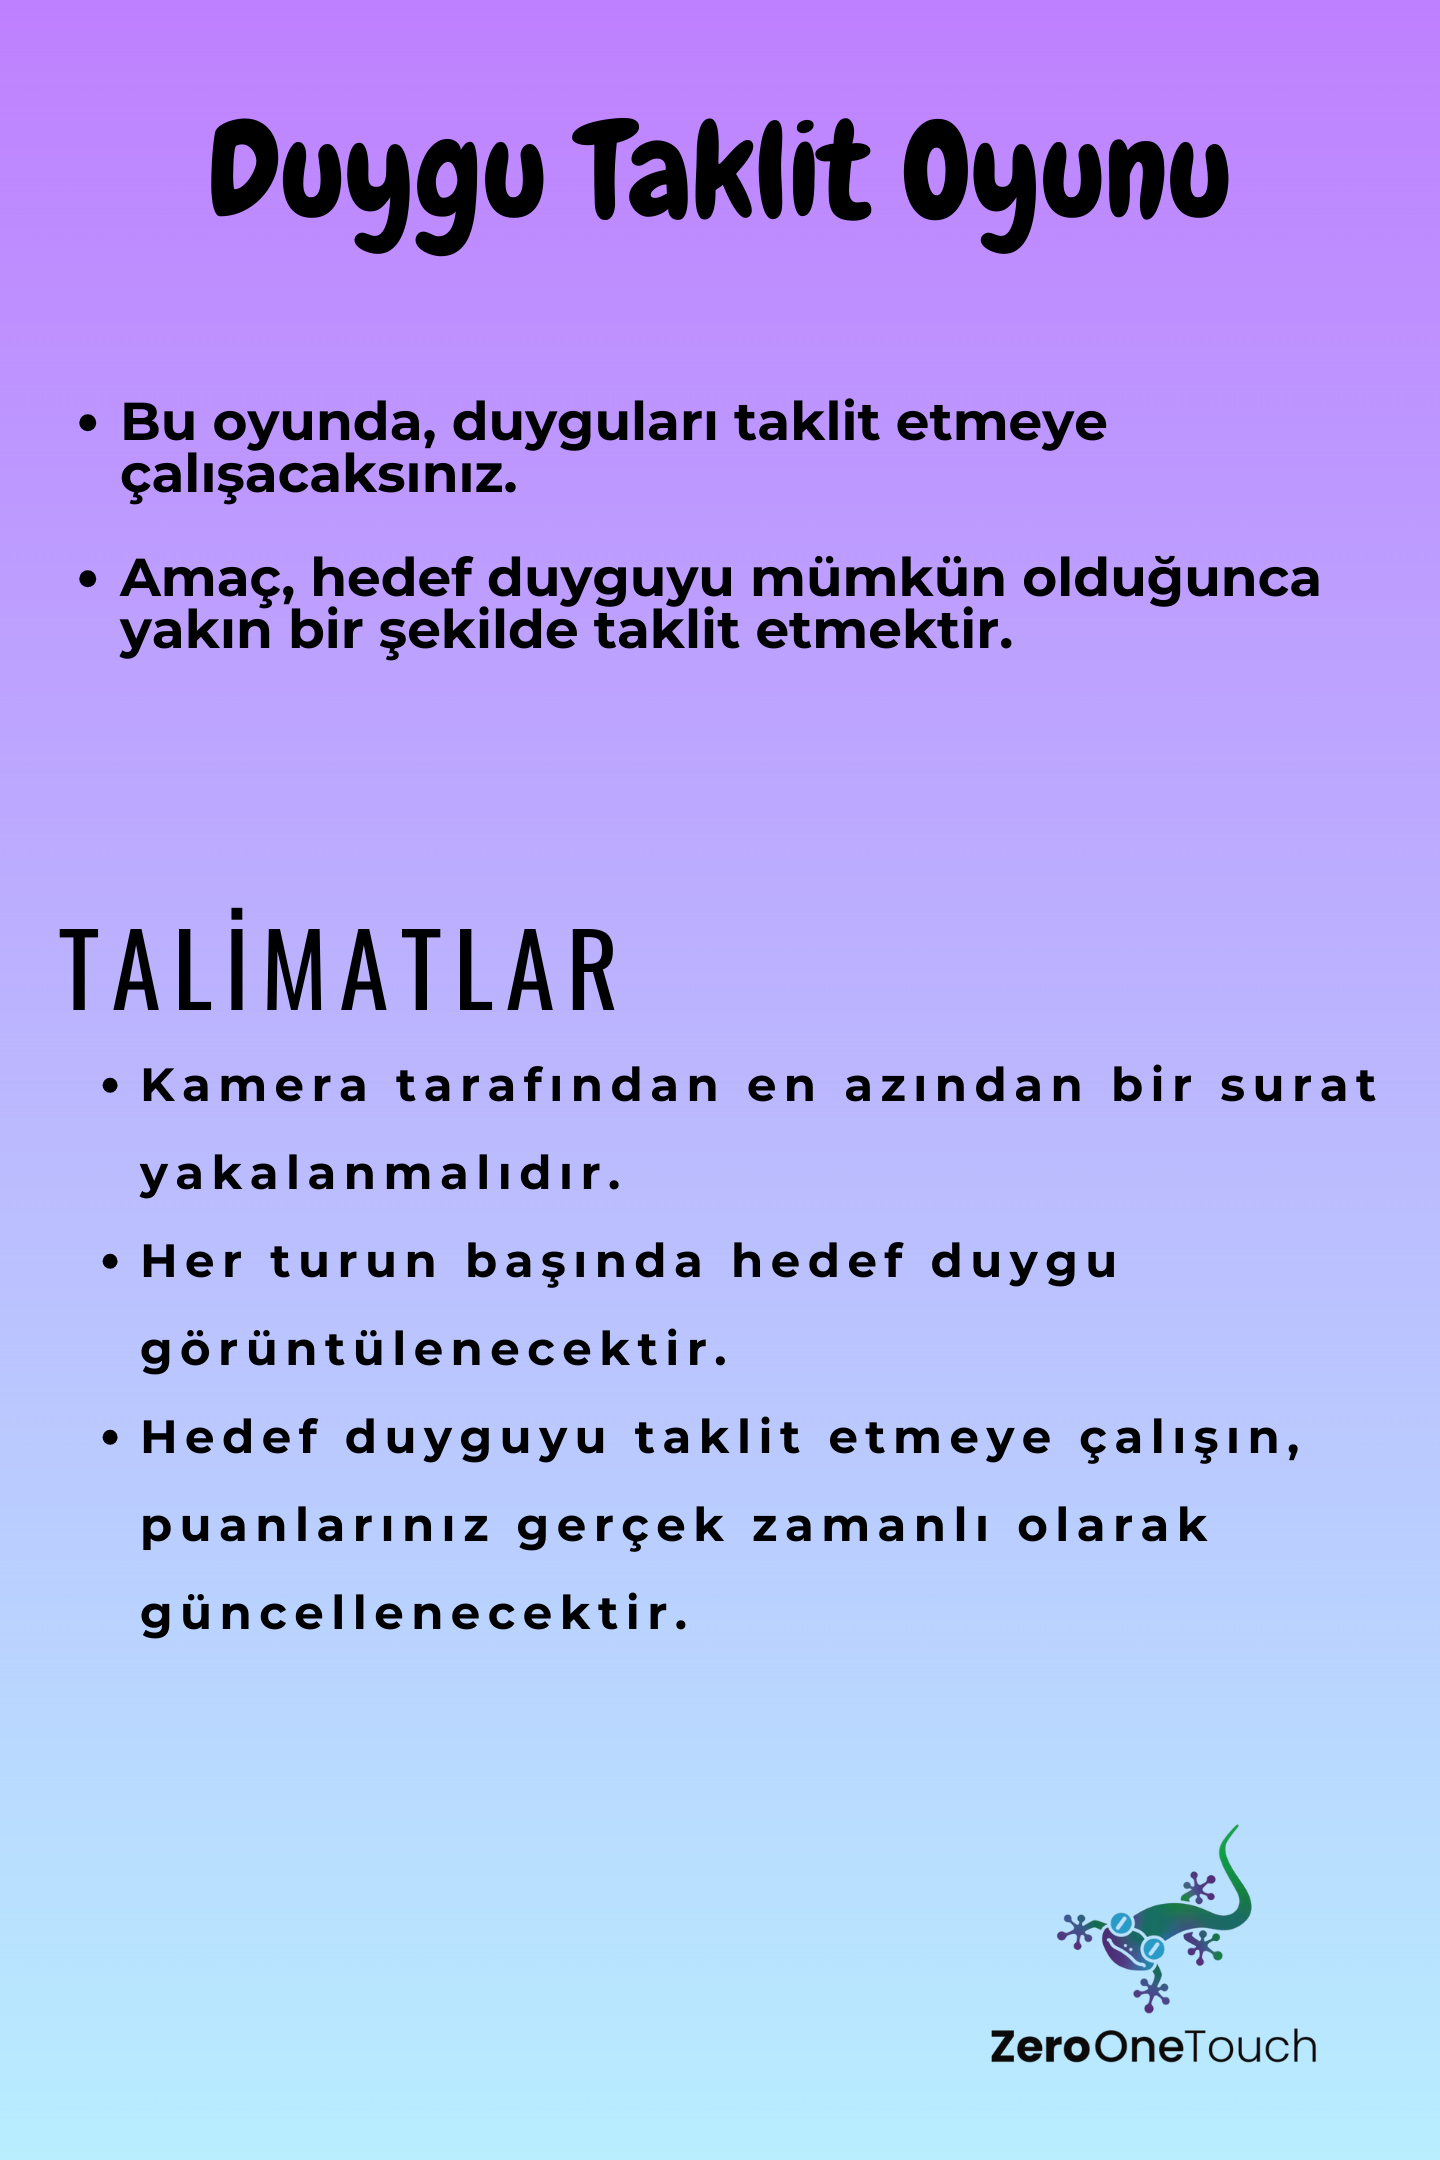 Duygu Taklit Oyunu
• Bu oyunda, duyguları taklit etmeye
çalışacaksınız.
• Amaç, hedef duyguyu mümkün olduğunca
yakın bir şekilde taklit etmektir.
TALİMATLAR
• Kamera tarafından en azından bir surat
yakalanmalıdır.
• Her turun başında hedef duygu
görüntülenecektir.
• Hedef duyguyu taklit etmeye çalışın,
puanlarınız gerçek zamanlı olarak
güncellenecektir.
ZeroOneTouch